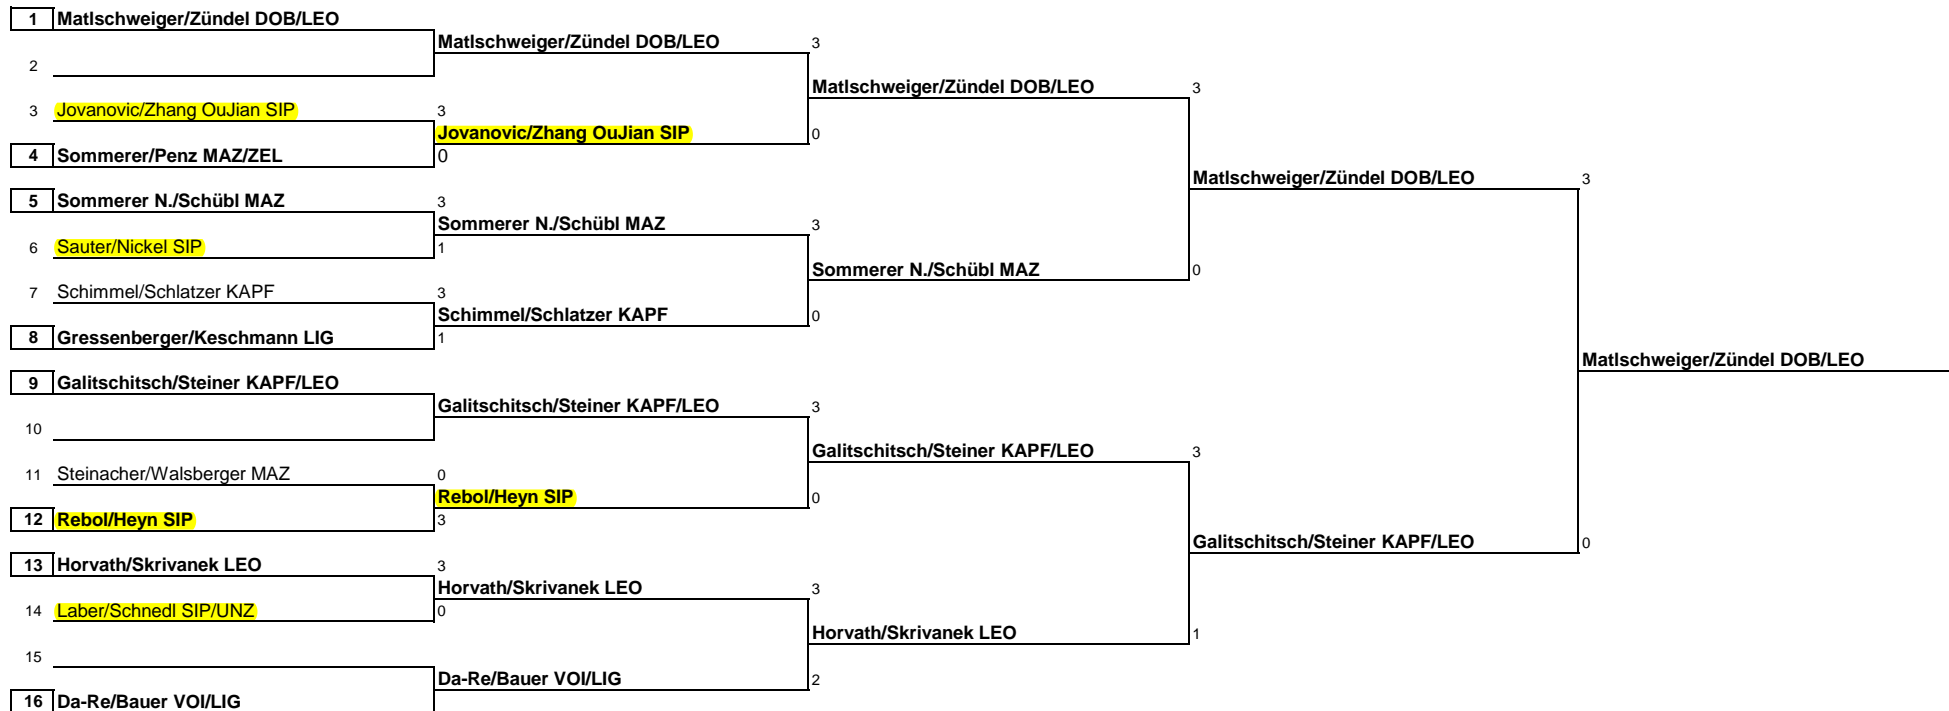 1 Matlschweiger/Zündel DOB/LEO
Matlschweiger/Zündel DOB/LEO 3
2
Matlschweiger/Zündel DOB/LEO 3
3 Jovanovic/Zhang OuJian SIP 3
Jovanovic/Zhang OuJian SIP 0
4 Sommerer/Penz MAZ/ZEL 0
Matlschweiger/Zündel DOB/LEO 3
5 Sommerer N./Schübl MAZ 3
Sommerer N./Schübl MAZ 3
6 Sauter/Nickel SIP 1
Sommerer N./Schübl MAZ 0
7 Schimmel/Schlatzer KAPF 3
Schimmel/Schlatzer KAPF 0
8 Gressenberger/Keschmann LIG 1
Matlschweiger/Zündel DOB/LEO
9 Galitschitsch/Steiner KAPF/LEO
Galitschitsch/Steiner KAPF/LEO 3
10
Galitschitsch/Steiner KAPF/LEO 3
11 Steinacher/Walsberger MAZ 0
Rebol/Heyn SIP 0
12 Rebol/Heyn SIP 3
Galitschitsch/Steiner KAPF/LEO 0
13 Horvath/Skrivanek LEO 3
Horvath/Skrivanek LEO 3
14 Laber/Schnedl SIP/UNZ 0
Horvath/Skrivanek LEO 1
15
Da-Re/Bauer VOI/LIG 2
16 Da-Re/Bauer VOI/LIG